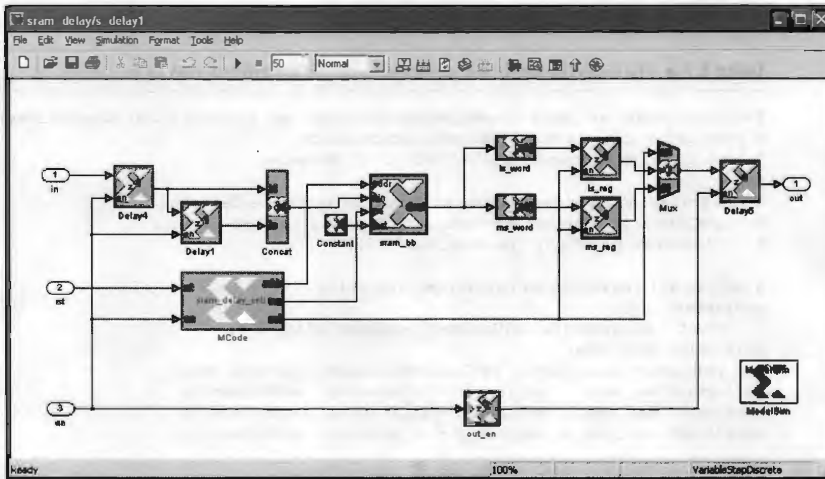 sram_delay/s_delay1
File Edit View Simulation Format Tools Help
50 Normal
1
in
2
rst
3
en
Delay4
Delay1
Concat
Constant
addr
sram_bb
ls_word
ms_word
ls_reg
ms_reg
Mux
Delay5
1
out
MCode
out_en
ModelSim
Ready 100% VariableStepDiscrete